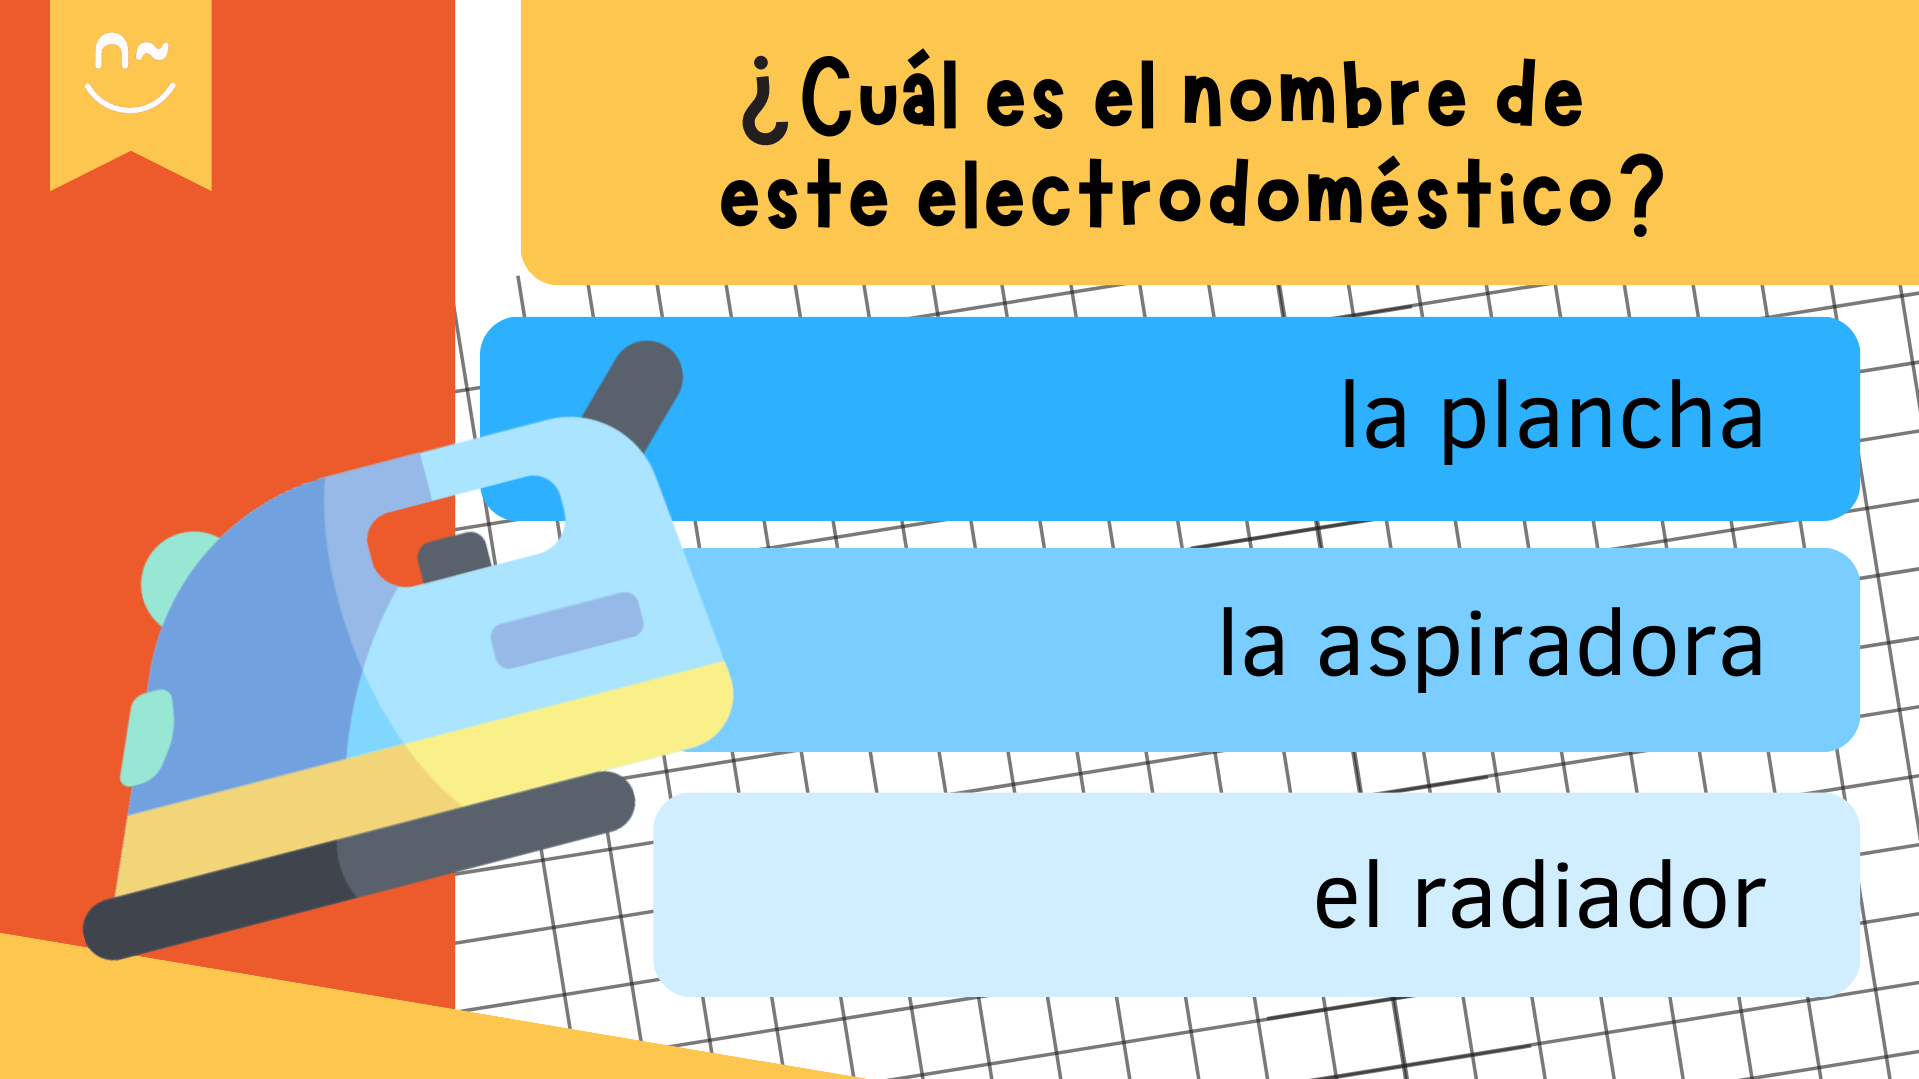 ¿Cuál es el nombre de
este electrodoméstico?
la plancha
la aspiradora
el radiador